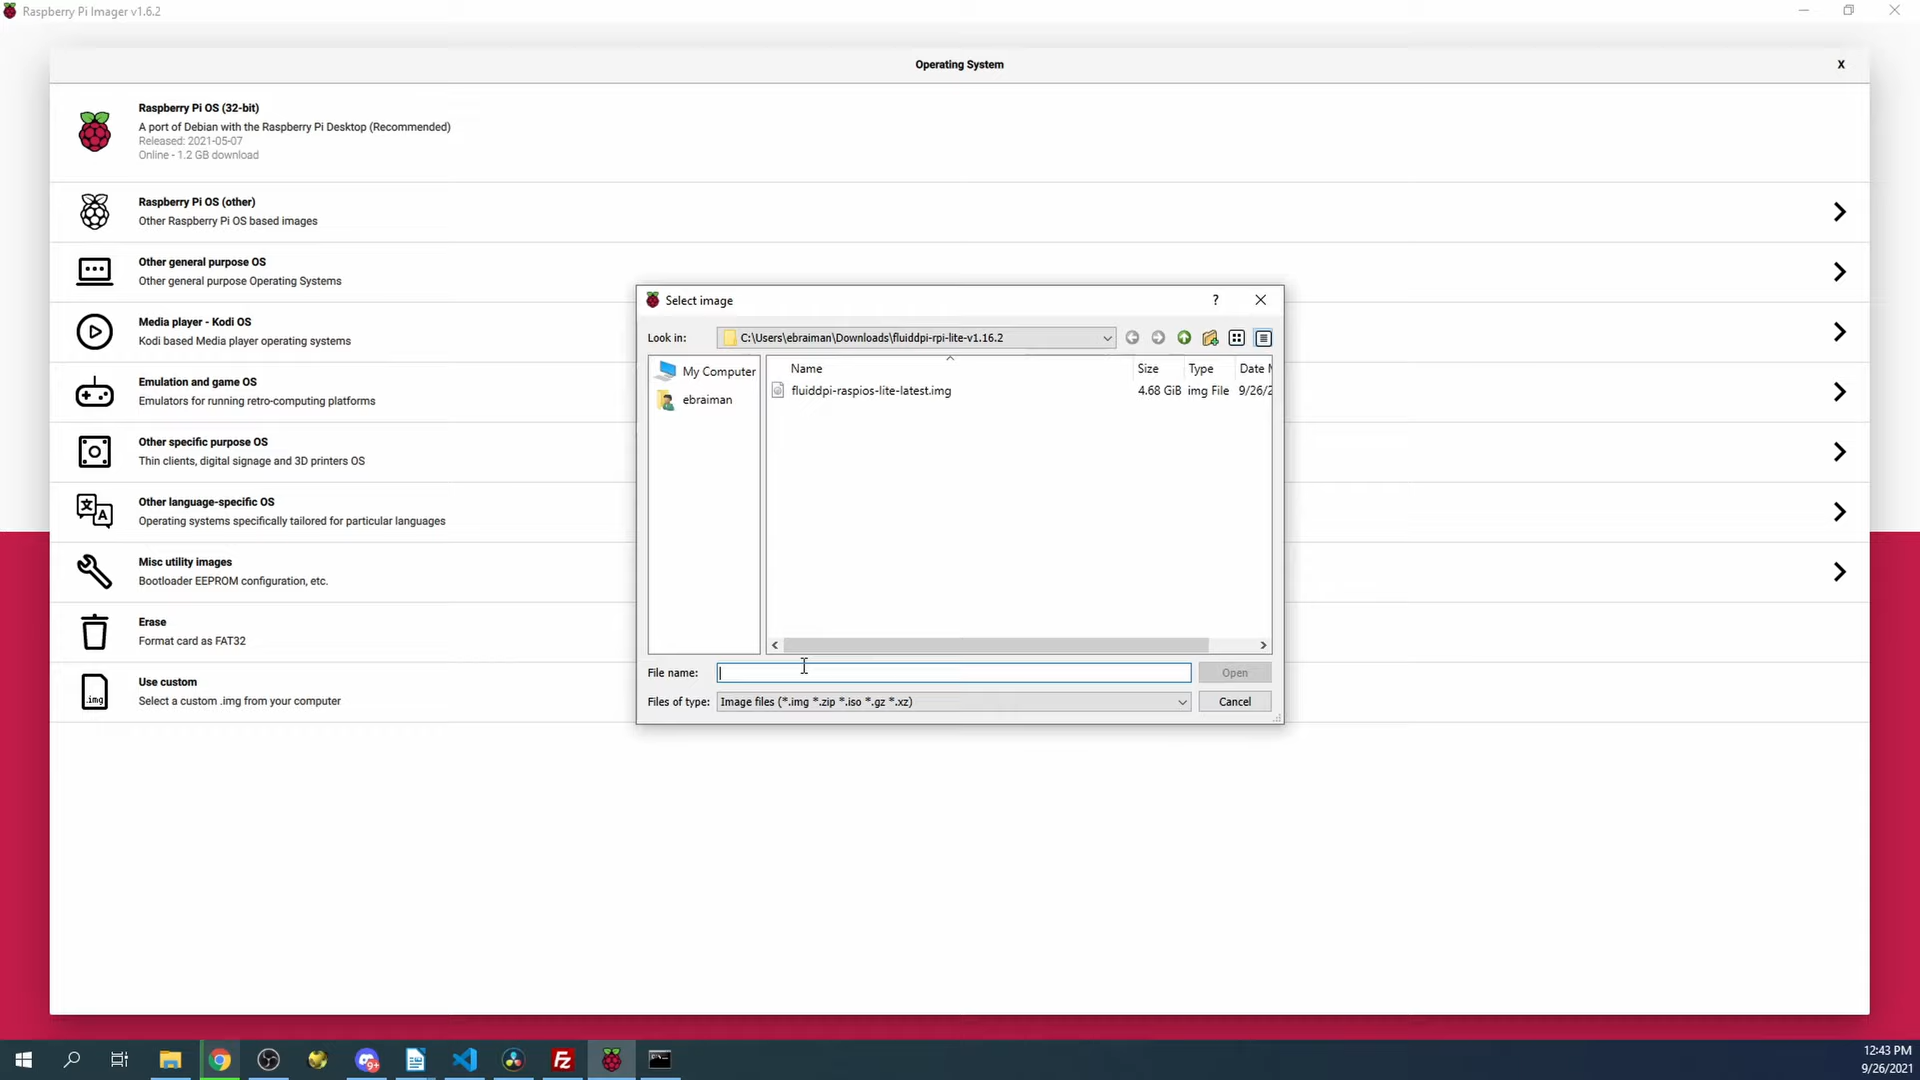 Raspberry Pi Imager v1.6.2
Operating System
X
Raspberry Pi OS (32-bit)
A port of Debian with the Raspberry Pi Desktop (Recommended)
Released: 2021-05-07
Online - 1.2 GB download
Raspberry Pi OS (other)
Other Raspberry Pi OS based images
Other general purpose OS
Other general purpose Operating Systems
Media player - Kodi OS
Kodi based Media player operating systems
Emulation and game OS
Emulators for running retro-computing platforms
Other specific purpose OS
Thin clients, digital signage and 3D printers OS
Other language-specific OS
Operating systems specifically tailored for particular languages
Misc utility images
Bootloader EEPROM configuration, etc.
Erase
Format card as FAT32
.img
Use custom
Select a custom .img from your computer
Select image
?
Look in: C:\Users\ebraiman\Downloads\fluiddpi-rpi-lite-v1.16.2
My Computer
ebraiman
Name Size Type Date M
fluiddpi-raspios-lite-latest.img 4.68 GiB img File 9/26/2
File name: Open
Files of type: Image files (*.img *.zip *.iso *.gz *.xz) Cancel
9+
FZ
12:43 PM
9/26/2021